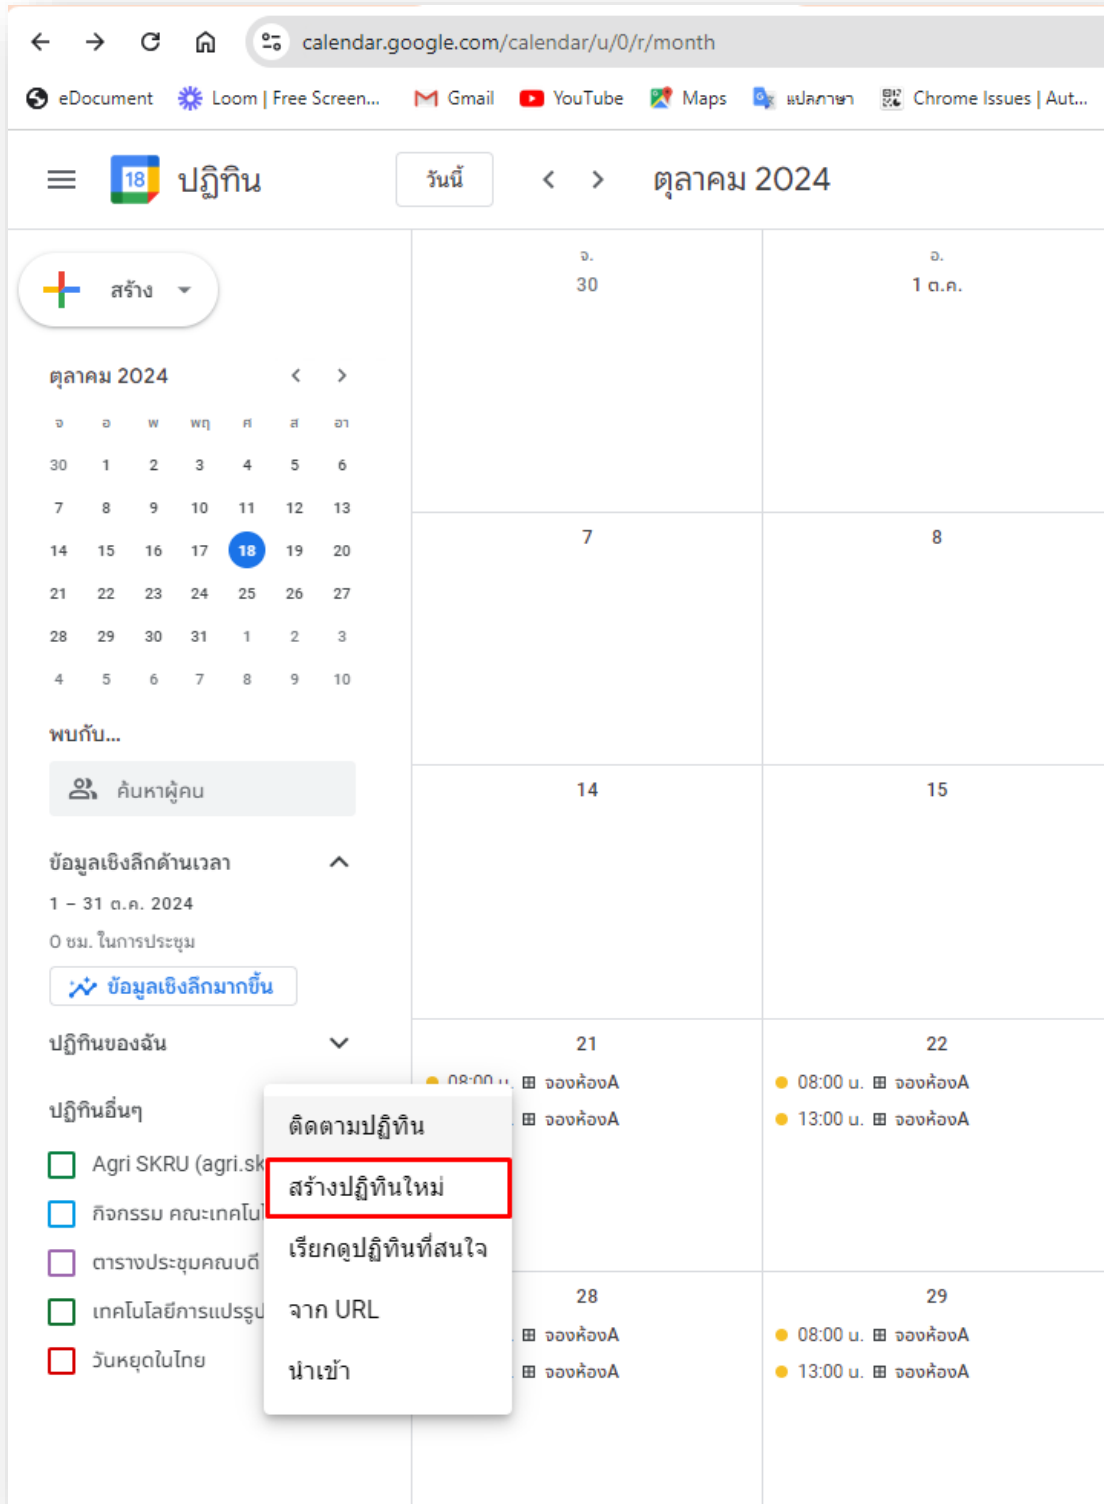 calendar.google.com/calendar/u/0/r/month
eDocument Loom | Free Screen... Gmail YouTube Maps แปลภาษา Chrome Issues | Aut...
18 ปฏิทิน วันนี้ ตุลาคม 2024
สร้าง
ตุลาคม 2024
จ อ พ พฤ ศ ส อา
30 1 2 3 4 5 6
7 8 9 10 11 12 13
14 15 16 17 18 19 20
21 22 23 24 25 26 27
28 29 30 31 1 2 3
4 5 6 7 8 9 10
พบกับ...
ค้นหาผู้คน
ข้อมูลเชิงลึกด้านเวลา
1 – 31 ต.ค. 2024
0 ชม. ในการประชุม
ข้อมูลเชิงลึกมากขึ้น
ปฏิทินของฉัน
ปฏิทินอื่นๆ
Agri SKRU (agri.sk
กิจกรรม คณะเทคโน
ตารางประชุมคณบดี
เทคโนโลยีการแปรรูป
วันหยุดในไทย
ติดตามปฏิทิน
สร้างปฏิทินใหม่
เรียกดูปฏิทินที่สนใจ
จาก URL
นำเข้า
จ. อ.
30 1 ต.ค.
7 8
14 15
21 22
08:00 น. จองห้องA 08:00 น. จองห้องA
จองห้องA 13:00 น. จองห้องA
28 29
จองห้องA 08:00 น. จองห้องA
จองห้องA 13:00 น. จองห้องA